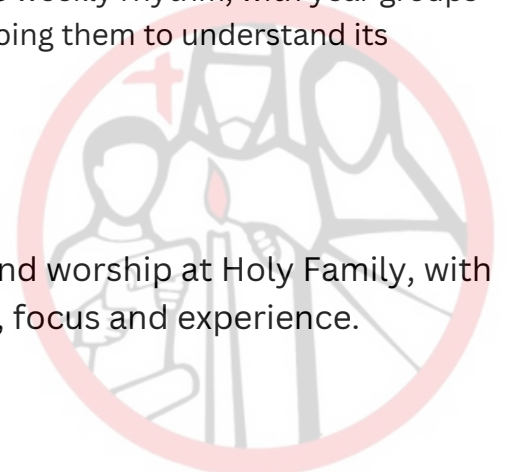 weekly rhythm, with year groups
ping them to understand its
nd worship at Holy Family, with
, focus and experience.